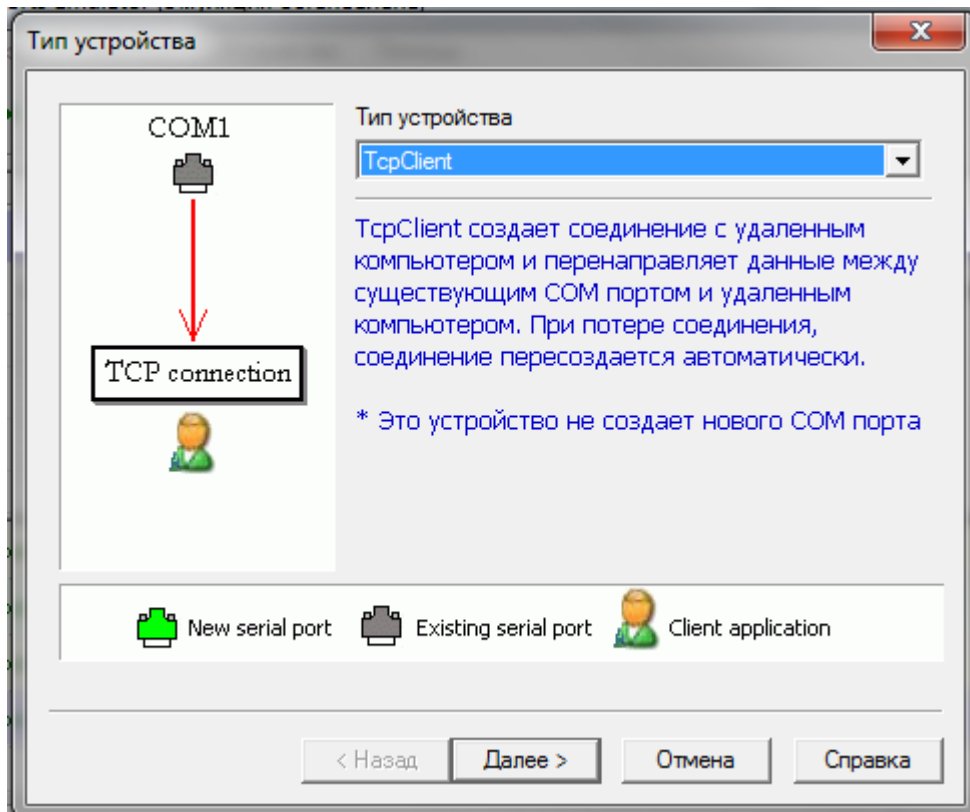 Тип устройства
COM1
TCP connection
Тип устройства
TcpClient
TcpClient создает соединение с удаленным
компьютером и перенаправляет данные между
существующим COM портом и удаленным
компьютером. При потере соединения,
соединение пересоздается автоматически.
* Это устройство не создает нового COM порта
New serial port
Existing serial port
Client application
< Назад
Далее >
Отмена
Справка